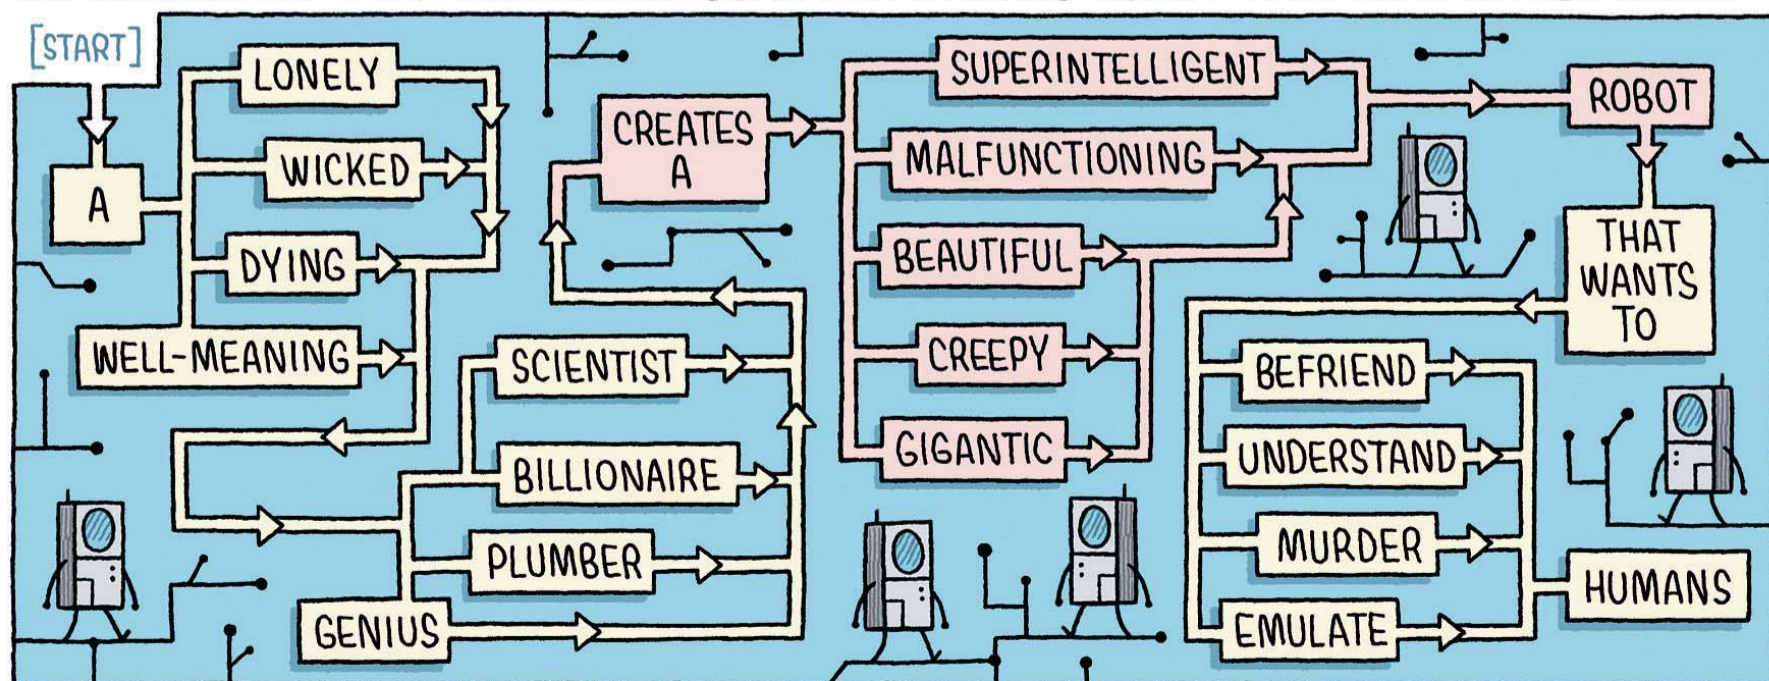 [START]
A
LONELY
WICKED
DYING
WELL-MEANING
SCIENTIST
BILLIONAIRE
PLUMBER
GENIUS
CREATES
A
SUPERINTELLIGENT
MALFUNCTIONING
BEAUTIFUL
CREEPY
GIGANTIC
ROBOT
THAT
WANTS
TO
BEFRIEND
UNDERSTAND
MURDER
EMULATE
HUMANS